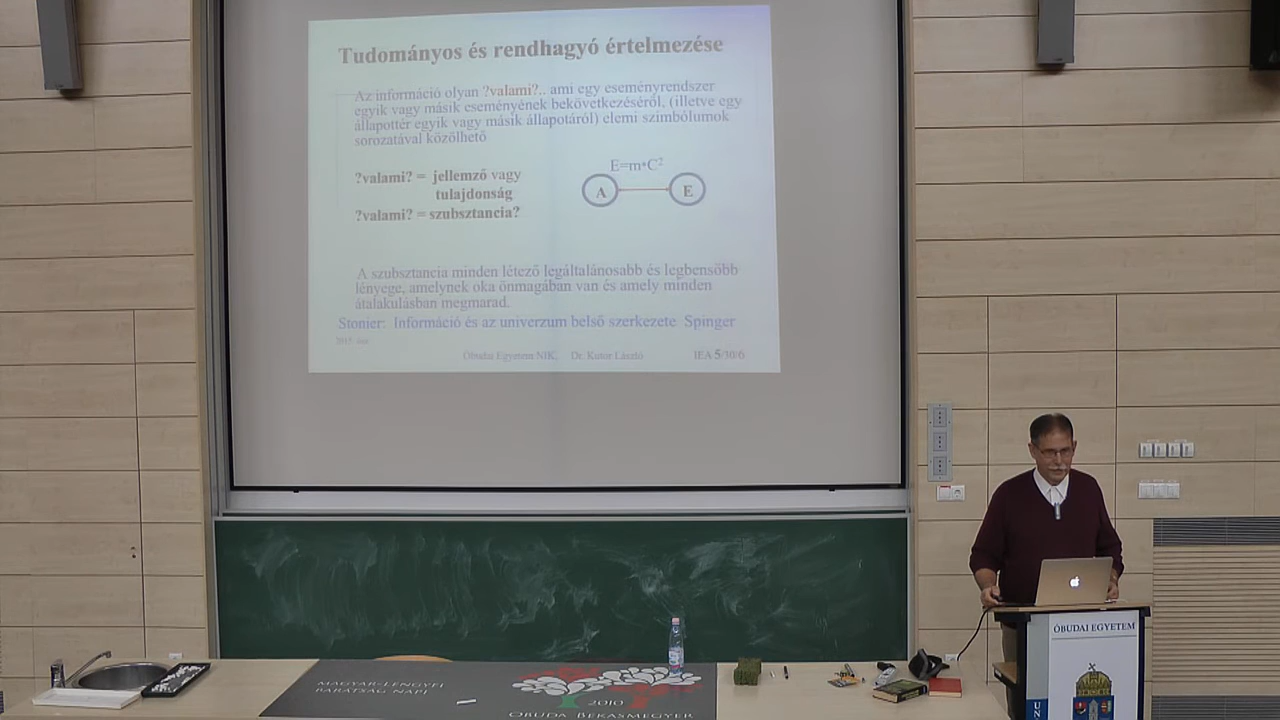 Tudományos és rendhagyó értelmezése
Az információ olyan ?valami?.. ami egy eseményrendszer
egyik vagy másik eseményének bekövetkezéséről, (illetve egy
állapottér egyik vagy másik állapotáról) elemi szimbólumok
sorozatával közölhető
?valami? = jellemző vagy
tulajdonság
?valami? = szubsztancia?
E=m*C²
A E
A szubsztancia minden létező legáltalánosabb és legbensőbb
lényege, amelynek oka önmagában van és amely minden
átalakulásban megmarad.
Stonier: Információ és az univerzum belső szerkezete Spinger
Óbudai Egyetem NIK. Dr. Kutor László IEA 5/30/6
ÓBUDAI EGYETEM
UN
MAGYAR-LENGYEL
BARÁTSÁG NAPJ
2010
ÓBUDA BÉKÁSMEGYER